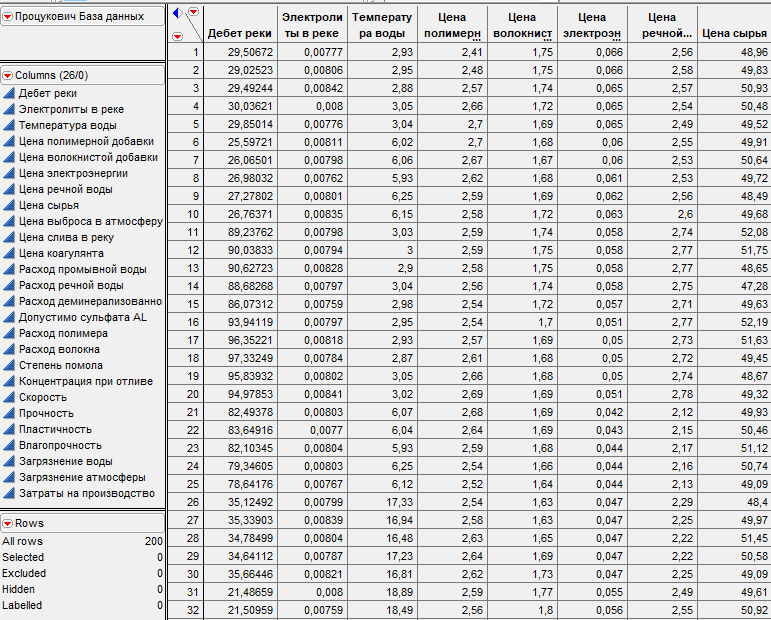 Процукович База данных
Columns (26/0)
Дебет реки
Электролиты в реке
Температура воды
Цена полимерной добавки
Цена волокнистой добавки
Цена электроэнергии
Цена речной воды
Цена сырья
Цена выброса в атмосферу
Цена слива в реку
Цена коагулянта
Расход промывной воды
Расход речной воды
Расход деминерализованно
Допустимо сульфата AL
Расход полимера
Расход волокна
Степень помола
Концентрация при отливе
Скорость
Прочность
Пластичность
Влагопрочность
Загрязнение воды
Загрязнение атмосферы
Затраты на производство
Rows
All rows 200
Selected 0
Excluded 0
Hidden 0
Labelled 0
Электроли Температу Цена Цена Цена Цена
Дебет реки ты в реке ра воды полимерн... волокнист... электроэн... речной... Цена сырья
1 29,50672 0,00777 2,93 2,41 1,75 0,066 2,56 48,96
2 29,02523 0,00806 2,95 2,48 1,75 0,066 2,58 49,83
3 29,49244 0,00842 2,88 2,57 1,74 0,065 2,57 50,93
4 30,03621 0,008 3,05 2,66 1,72 0,065 2,54 50,48
5 29,85014 0,00776 3,04 2,7 1,69 0,065 2,49 49,52
6 25,59721 0,00811 6,02 2,7 1,68 0,06 2,55 49,91
7 26,06501 0,00798 6,06 2,67 1,67 0,06 2,53 50,64
8 26,98032 0,00762 5,93 2,62 1,68 0,061 2,53 49,72
9 27,27802 0,00801 6,25 2,59 1,69 0,062 2,56 48,49
10 26,76371 0,00835 6,15 2,58 1,72 0,063 2,6 49,68
11 89,23762 0,00798 3,03 2,59 1,74 0,058 2,74 52,08
12 90,03833 0,00794 3 2,59 1,75 0,058 2,77 51,75
13 90,62723 0,00828 2,9 2,58 1,75 0,058 2,77 48,65
14 88,68268 0,00797 3,04 2,56 1,74 0,058 2,75 47,28
15 86,07312 0,00759 2,98 2,54 1,72 0,057 2,71 49,63
16 93,94119 0,00797 2,95 2,54 1,7 0,051 2,77 52,19
17 96,35221 0,00818 2,93 2,57 1,69 0,05 2,73 51,63
18 97,33249 0,00784 2,87 2,61 1,68 0,05 2,72 49,45
19 95,83932 0,00802 3,05 2,66 1,68 0,05 2,74 48,67
20 94,97853 0,00841 3,02 2,69 1,69 0,051 2,78 49,32
21 82,49378 0,00803 6,07 2,68 1,69 0,042 2,12 49,93
22 83,64916 0,0077 6,04 2,64 1,69 0,043 2,15 50,46
23 82,10345 0,00804 5,93 2,59 1,68 0,044 2,17 51,12
24 79,34605 0,00803 6,25 2,54 1,66 0,044 2,16 50,74
25 78,64176 0,00767 6,12 2,52 1,64 0,044 2,13 49,09
26 35,12492 0,00799 17,33 2,54 1,63 0,047 2,29 48,4
27 35,33903 0,00839 16,94 2,58 1,63 0,047 2,25 49,97
28 34,78499 0,00804 16,48 2,63 1,65 0,047 2,22 51,45
29 34,64112 0,00787 17,23 2,64 1,69 0,047 2,22 50,58
30 35,66446 0,00821 16,81 2,62 1,73 0,047 2,25 49,09
31 21,48659 0,008 18,89 2,59 1,77 0,055 2,49 49,61
32 21,50959 0,00759 18,49 2,56 1,8 0,056 2,55 50,92